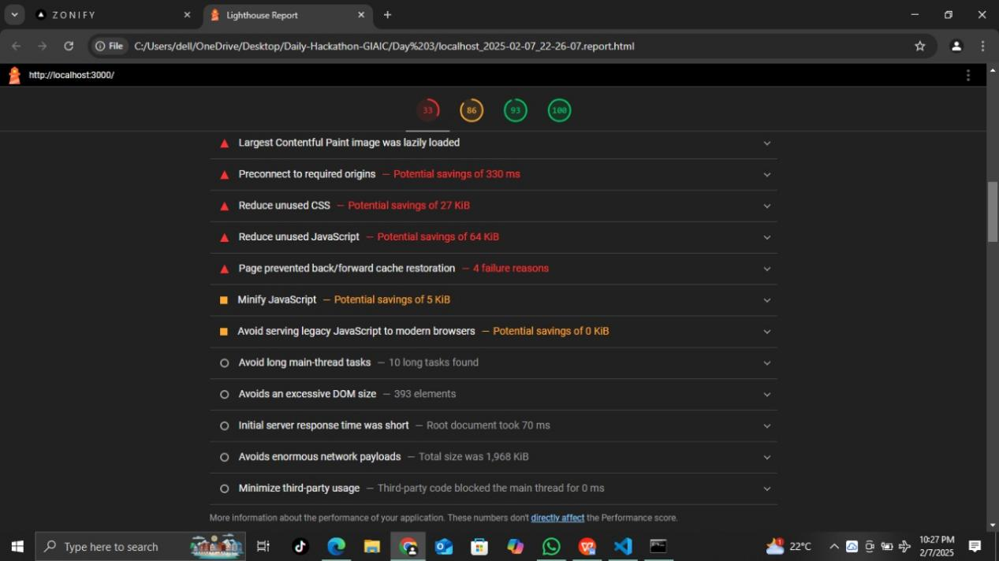 ZONIFY
Lighthouse Report
File C:/Users/dell/OneDrive/Desktop/Daily-Hackathon-GIAIC/Day%203/localhost_2025-02-07_22-26-07.report.html
http://localhost:3000/
33 86 93 100
Largest Contentful Paint image was lazily loaded
Preconnect to required origins — Potential savings of 330 ms
Reduce unused CSS — Potential savings of 27 KiB
Reduce unused JavaScript — Potential savings of 64 KiB
Page prevented back/forward cache restoration — 4 failure reasons
Minify JavaScript — Potential savings of 5 KiB
Avoid serving legacy JavaScript to modern browsers — Potential savings of 0 KiB
Avoid long main-thread tasks — 10 long tasks found
Avoids an excessive DOM size — 393 elements
Initial server response time was short — Root document took 70 ms
Avoids enormous network payloads — Total size was 1,968 KiB
Minimize third-party usage — Third-party code blocked the main thread for 0 ms
More information about the performance of your application. These numbers don't directly affect the Performance score.
Type here to search
1
22°C
10:27 PM
2/7/2025